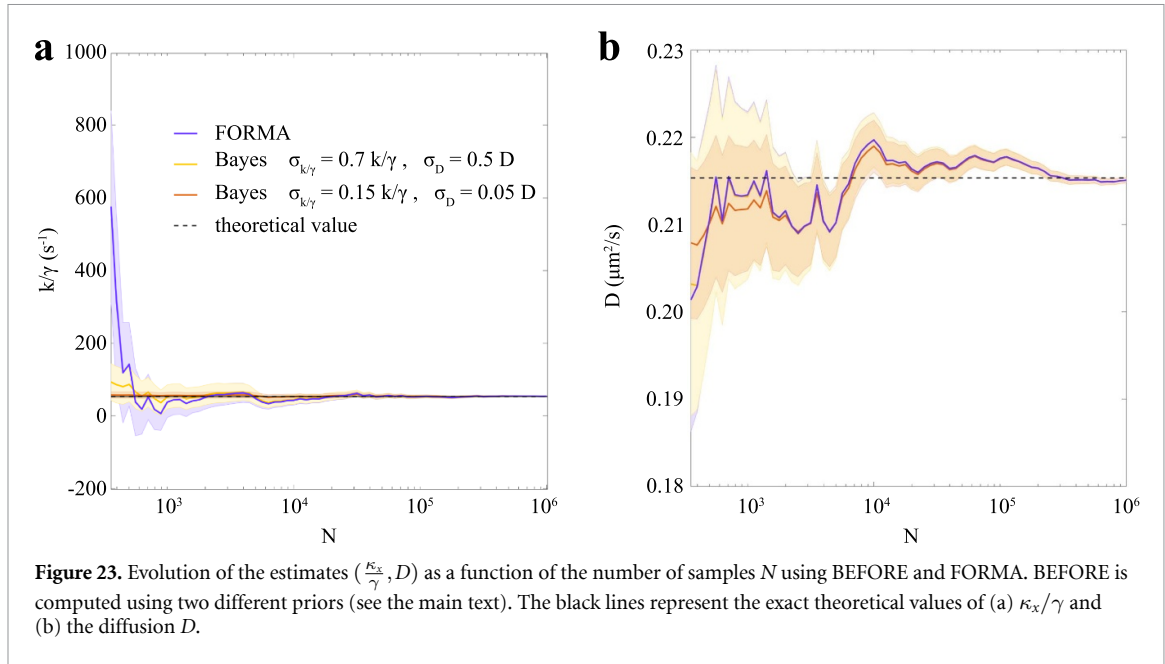 a
1000
800
600
400
200
0
-200
k/γ (s⁻¹)
10³
10⁴
10⁵
10⁶
N
FORMA
Bayes σk/γ = 0.7 k/γ , σD = 0.5 D
Bayes σk/γ = 0.15 k/γ , σD = 0.05 D
theoretical value
b
0.23
0.22
0.21
0.20
0.19
0.18
D (μm²/s)
10³
10⁴
10⁵
10⁶
N
Figure 23. Evolution of the estimates (κₓ/γ, D) as a function of the number of samples N using BEFORE and FORMA. BEFORE is
computed using two different priors (see the main text). The black lines represent the exact theoretical values of (a) κₓ/γ and
(b) the diffusion D.